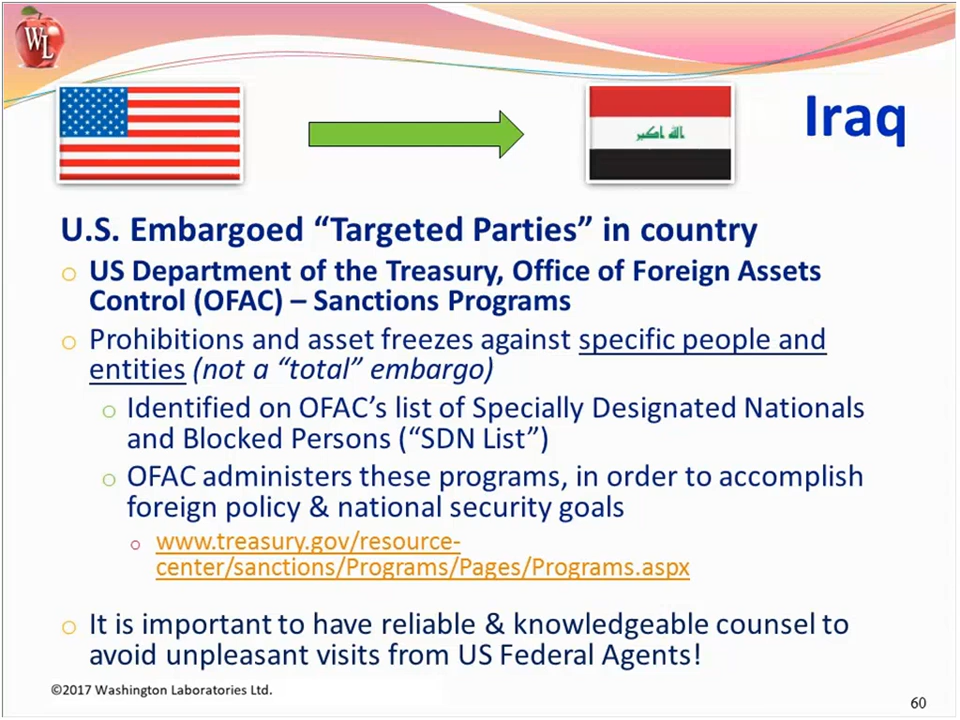 WL
Iraq
الله اكبر
U.S. Embargoed “Targeted Parties” in country
US Department of the Treasury, Office of Foreign Assets
Control (OFAC) – Sanctions Programs
Prohibitions and asset freezes against specific people and
entities (not a “total” embargo)
Identified on OFAC’s list of Specially Designated Nationals
and Blocked Persons (“SDN List”)
OFAC administers these programs, in order to accomplish
foreign policy & national security goals
www.treasury.gov/resource-
center/sanctions/Programs/Pages/Programs.aspx
It is important to have reliable & knowledgeable counsel to
avoid unpleasant visits from US Federal Agents!
©2017 Washington Laboratories Ltd.
60